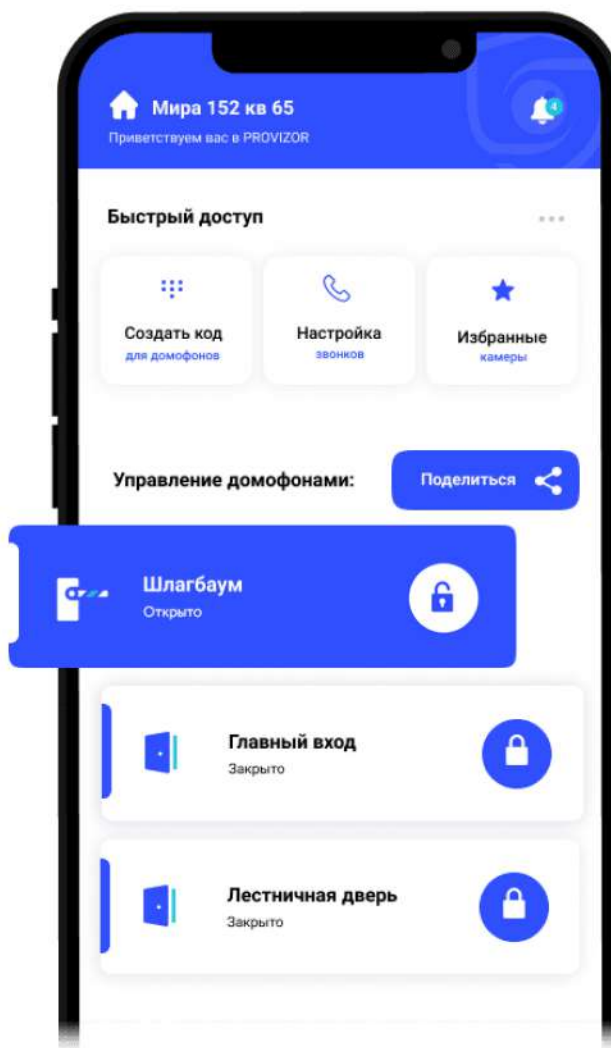 Мира 152 кв 65
4
Приветствуем вас в PROVIZOR
Быстрый доступ
Создать код
для домофонов
Настройка
звонков
Избранные
камеры
Управление домофонами:
Поделиться
Шлагбаум
Открыто
Главный вход
Закрыто
Лестничная дверь
Закрыто